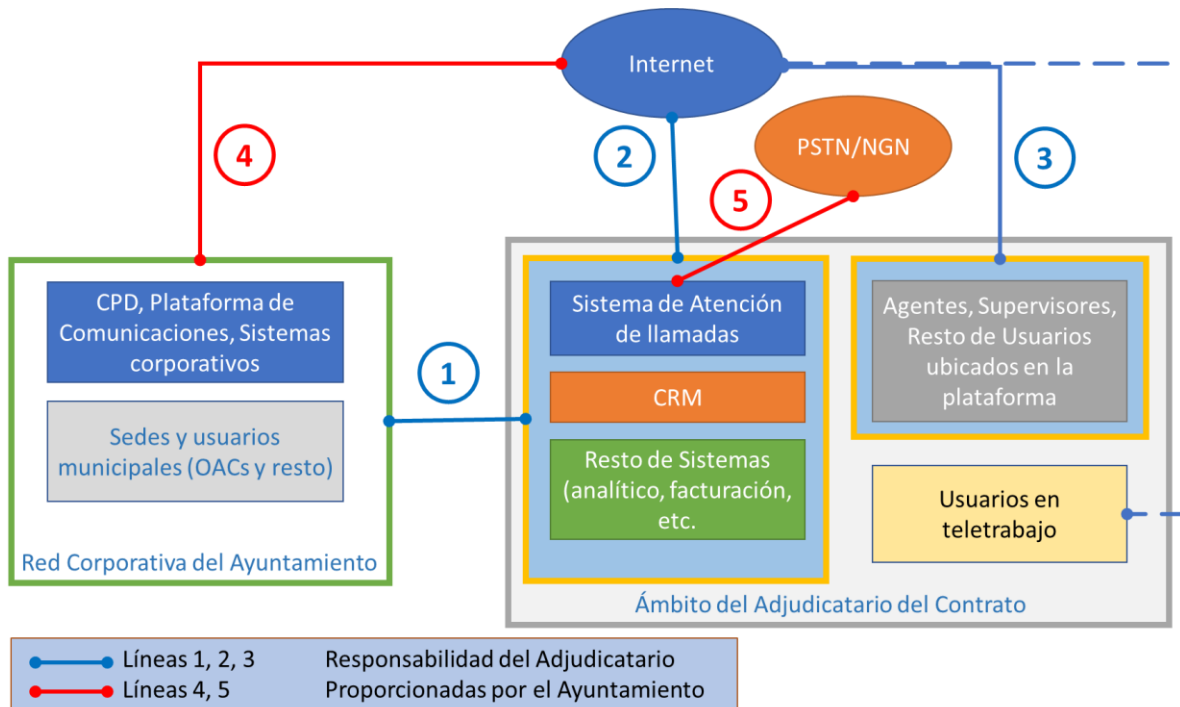 Internet
PSTN/NGN
4
2
5
3
1
CPD, Plataforma de
Comunicaciones, Sistemas
corporativos
Sedes y usuarios
municipales (OACs y resto)
Red Corporativa del Ayuntamiento
Sistema de Atención
de llamadas
CRM
Resto de Sistemas
(analítico, facturación,
etc.
Agentes, Supervisores,
Resto de Usuarios
ubicados en la
plataforma
Usuarios en
teletrabajo
Ámbito del Adjudicatario del Contrato
Líneas 1, 2, 3 Responsabilidad del Adjudicatario
Líneas 4, 5 Proporcionadas por el Ayuntamiento